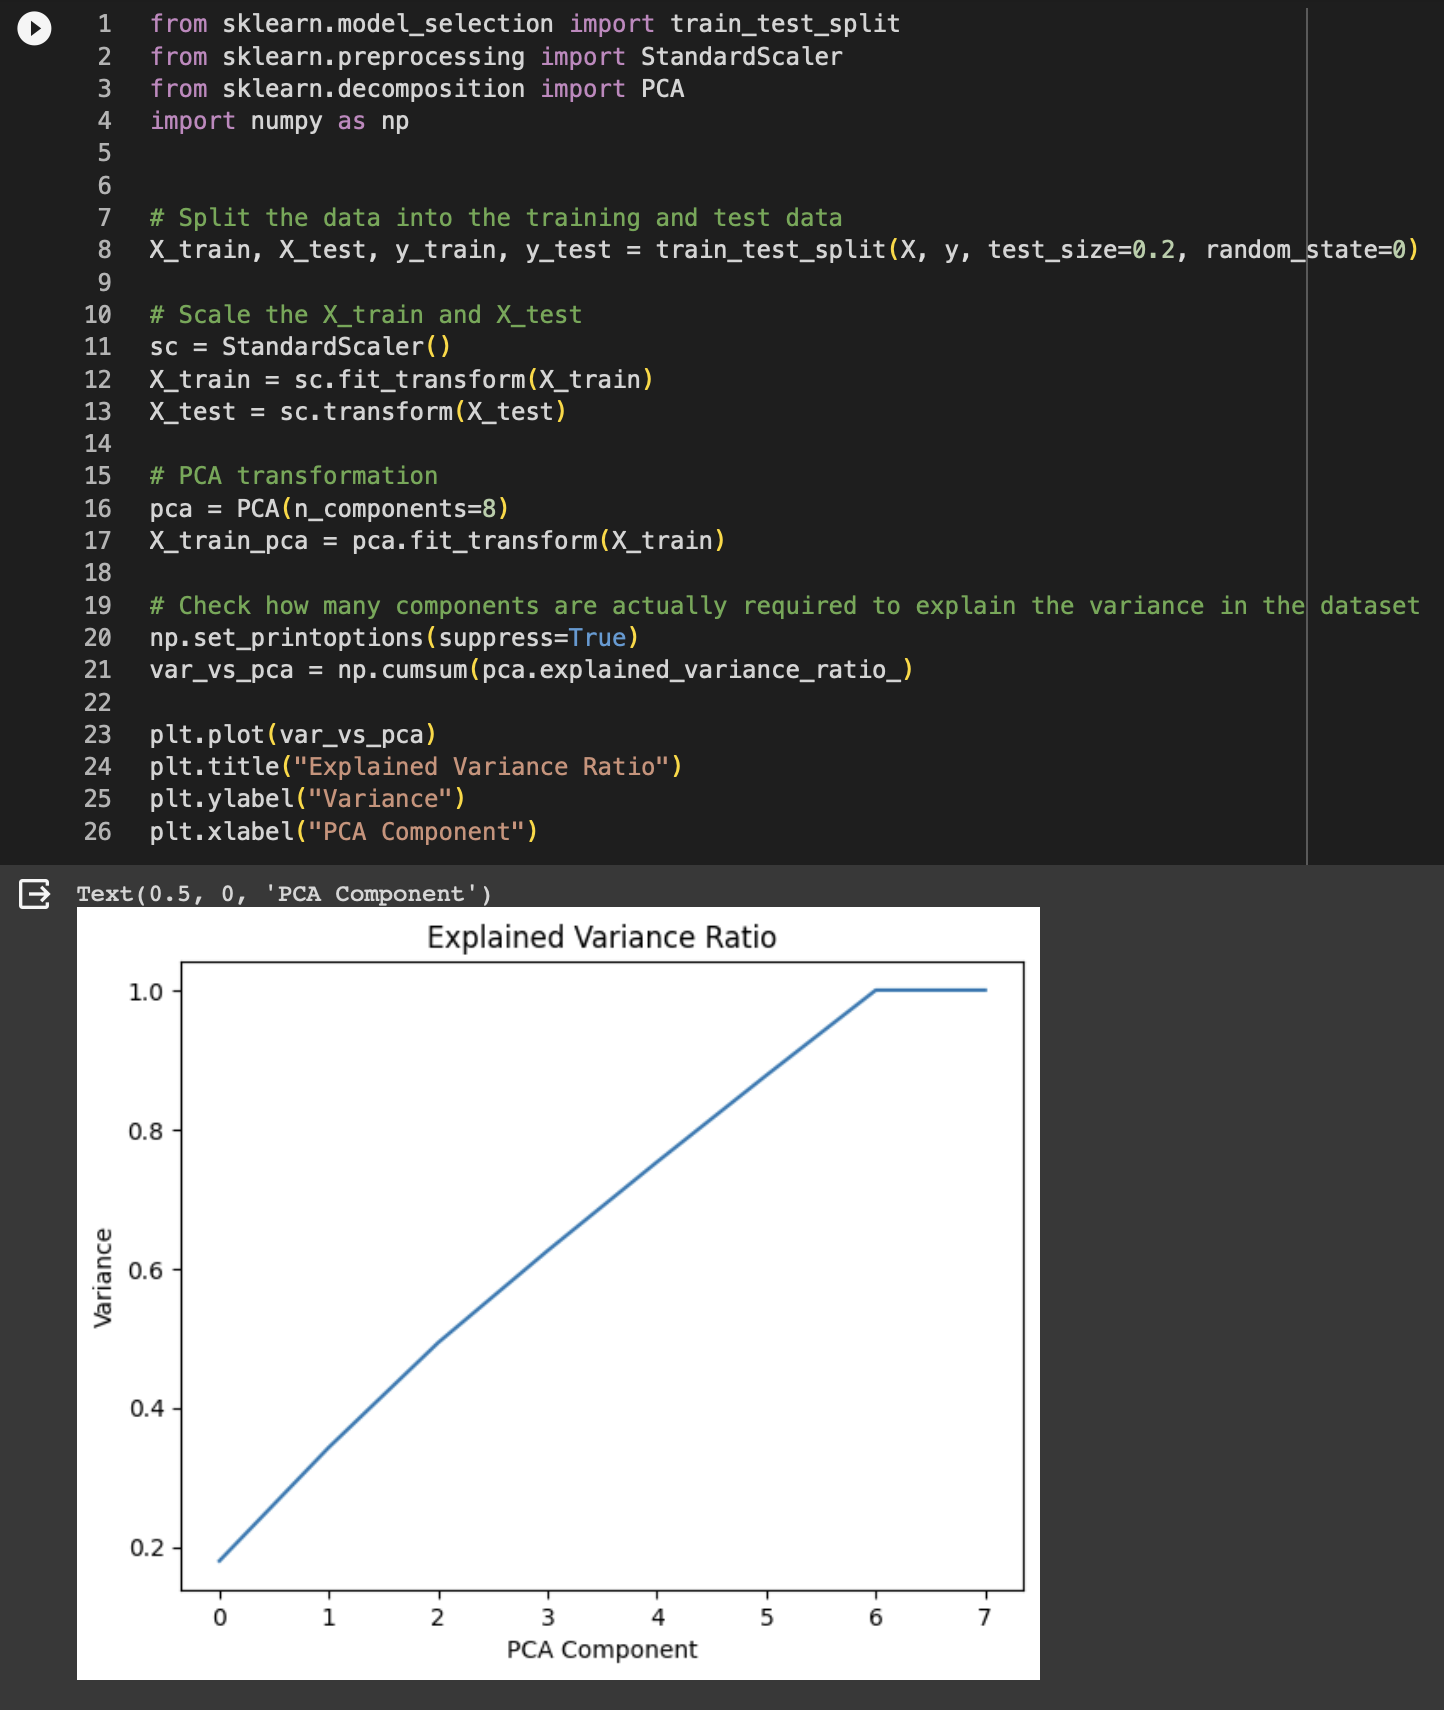 1 from sklearn.model_selection import train_test_split
2 from sklearn.preprocessing import StandardScaler
3 from sklearn.decomposition import PCA
4 import numpy as np
5
6
7 # Split the data into the training and test data
8 X_train, X_test, y_train, y_test = train_test_split(X, y, test_size=0.2, random_state=0)
9
10 # Scale the X_train and X_test
11 sc = StandardScaler()
12 X_train = sc.fit_transform(X_train)
13 X_test = sc.transform(X_test)
14
15 # PCA transformation
16 pca = PCA(n_components=8)
17 X_train_pca = pca.fit_transform(X_train)
18
19 # Check how many components are actually required to explain the variance in the dataset
20 np.set_printoptions(suppress=True)
21 var_vs_pca = np.cumsum(pca.explained_variance_ratio_)
22
23 plt.plot(var_vs_pca)
24 plt.title("Explained Variance Ratio")
25 plt.ylabel("Variance")
26 plt.xlabel("PCA Component")
Text(0.5, 0, 'PCA Component')
Explained Variance Ratio
1.0
0.8
0.6
0.4
0.2
Variance
0 1 2 3 4 5 6 7
PCA Component